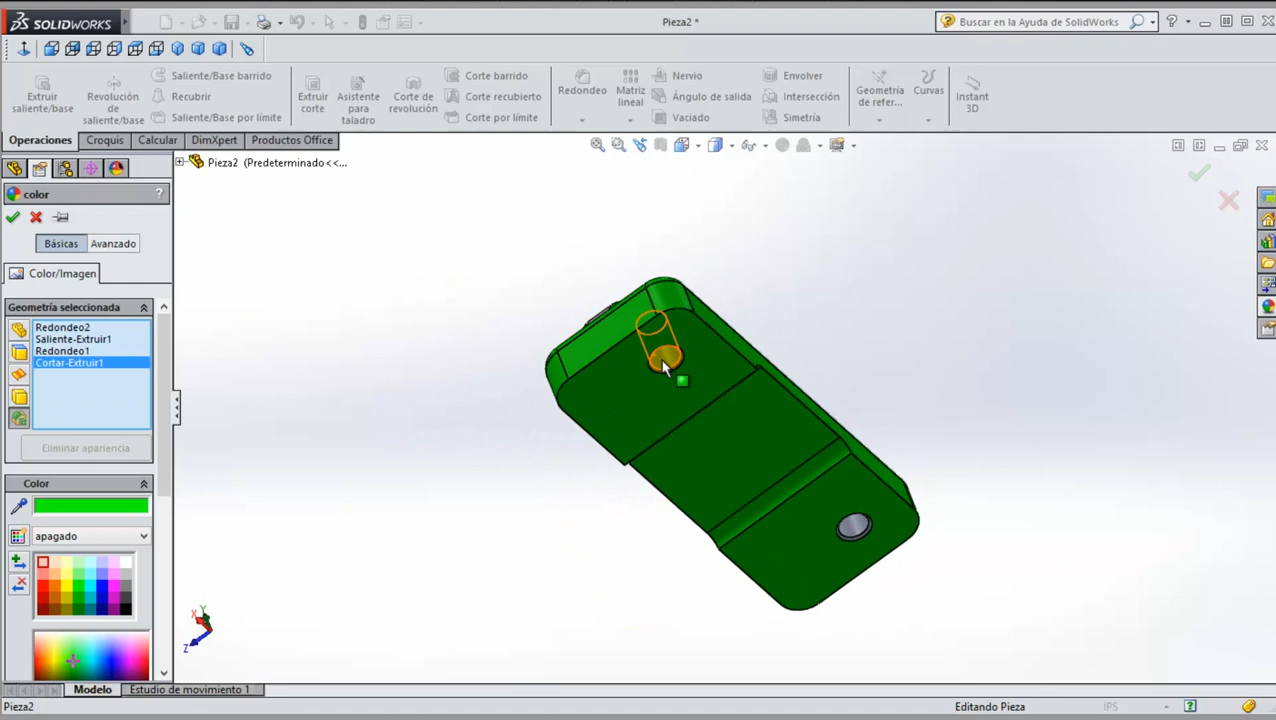 SOLIDWORKS
Pieza2 *
Buscar en la Ayuda de SolidWorks
?
Extruir saliente/base
Revolución de saliente/base
Saliente/Base barrido
Recubrir
Saliente/Base por límite
Extruir corte
Asistente para taladro
Corte de revolución
Corte barrido
Corte recubierto
Corte por límite
Redondeo
Matriz lineal
Nervio
Ángulo de salida
Vaciado
Envolver
Intersección
Simetría
Geometría de refer...
Curvas
Instant 3D
Operaciones
Croquis
Calcular
DimXpert
Productos Office
Pieza2 (Predeterminado<<...
color
?
Básicas
Avanzado
Color/Imagen
Geometría seleccionada
Redondeo2
Saliente-Extruir1
Redondeo1
Cortar-Extruir1
Eliminar apariencia
Color
apagado
X
Y
Z
Modelo
Estudio de movimiento 1
Pieza2
Editando Pieza
IPS
?